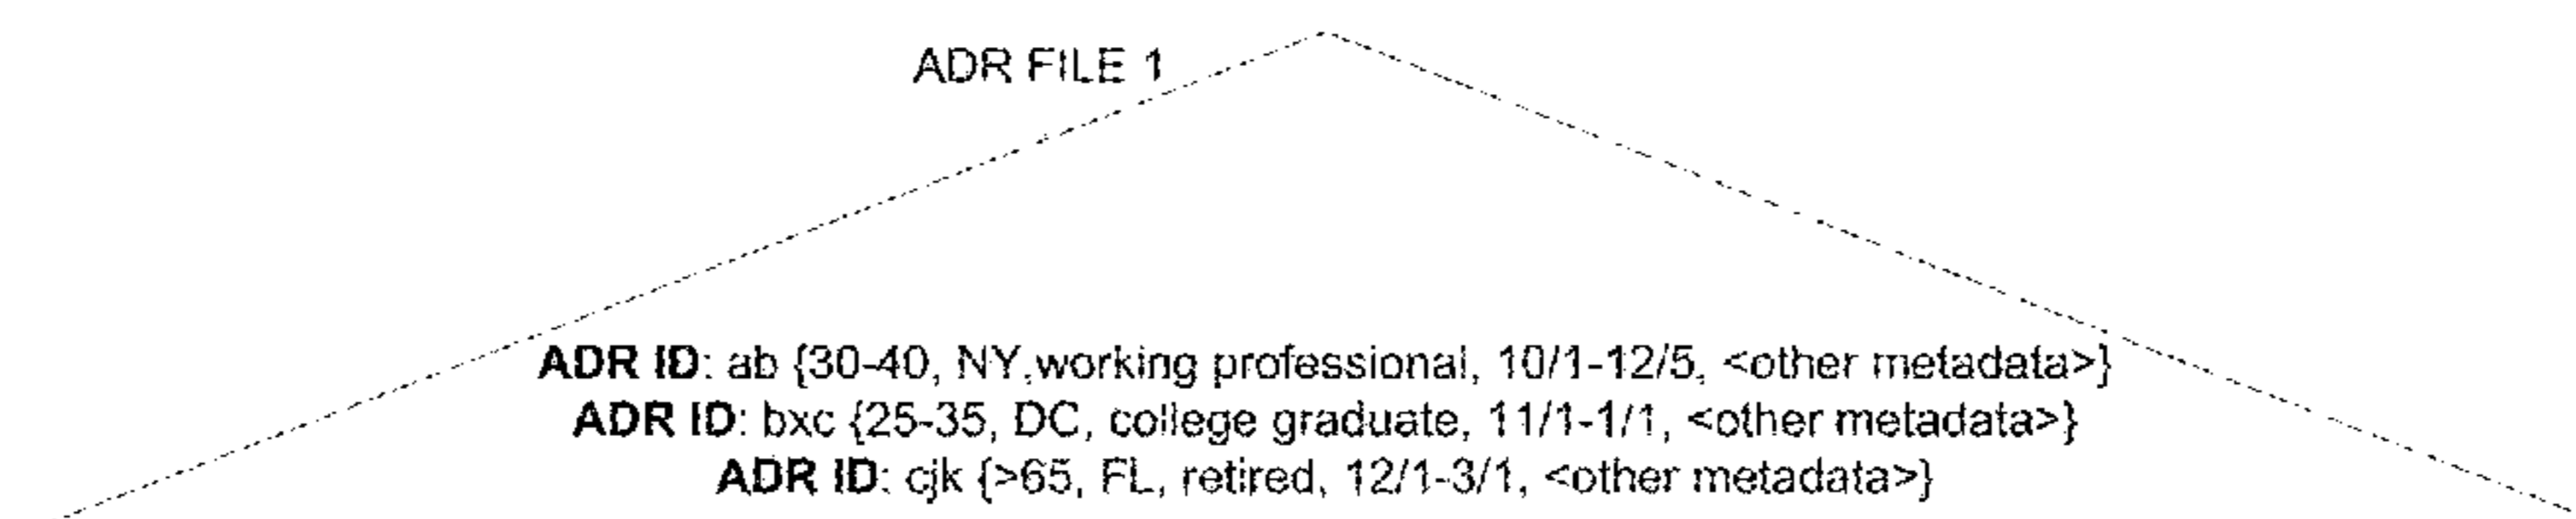 ADR FILE 1
ADR ID: ab {30-40, NY,working professional, 10/1-12/5, <other metadata>}
ADR ID: bxc {25-35, DC, college graduate, 11/1-1/1, <other metadata>}
ADR ID: cjk {>65, FL, retired, 12/1-3/1, <other metadata>}